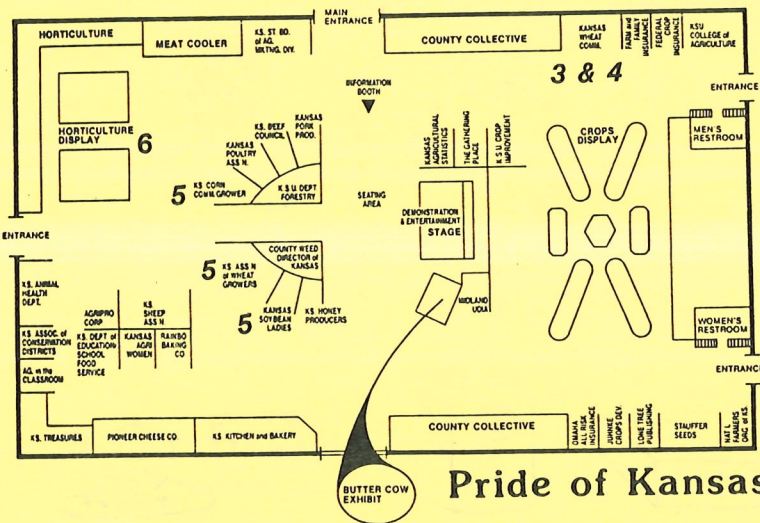 MAIN
ENTRANCE
HORTICULTURE
MEAT COOLER
KS. ST. BD.
of AG.
MKTNG. DIV.
COUNTY COLLECTIVE
KANSAS
WHEAT
COMM.
FARM and
FAMILY
INSURANCE
FEDERAL
CROP
INSURANCE
KSU
COLLEGE of
AGRICULTURE
3 & 4
ENTRANCE
INFORMATION
BOOTH
MEN'S
RESTROOM
HORTICULTURE
DISPLAY
6
KANSAS
PORK
PROD.
KS. BEEF
COUNCIL
KANSAS
POULTRY
ASS'N.
5
KS CORN
COMM. GROWER
K S U DEPT
FORESTRY
KANSAS
AGRICULTURAL
STATISTICS
THE GATHERING
PLACE
K S U CROP
IMPROVEMENT
CROPS
DISPLAY
SEATING
AREA
DEMONSTRATION
& ENTERTAINMENT
STAGE
ENTRANCE
COUNTY WEED
DIRECTOR of
KANSAS
5
KS ASS'N
of WHEAT
GROWERS
5
KANSAS
SOYBEAN
LADIES
KS HONEY
PRODUCERS
MIDLAND
UDIA
KS. ANIMAL
HEALTH
DEPT.
AGRIPRO
CORP
KS.
SHEEP
ASS'N.
KS ASSOC. of
CONSERVATION
DISTRICTS
KS. DEPT of
EDUCATION
SCHOOL
FOOD
SERVICE
KANSAS
AGRI
WOMEN
RAINBO
BAKING
CO
AG. in the
CLASSROOM
WOMEN'S
RESTROOM
ENTRANCE
KS. TREASURES
PIONEER CHEESE CO.
KS KITCHEN and BAKERY
COUNTY COLLECTIVE
OMAHA
ALL RISK
INSURANCE
JUHNKE
CROPS DEV.
LONE TREE
PUBLISHING
STAUFFER
SEEDS
NAT'L
FARMERS
ORG. of KS.
BUTTER COW
EXHIBIT
Pride of Kansas